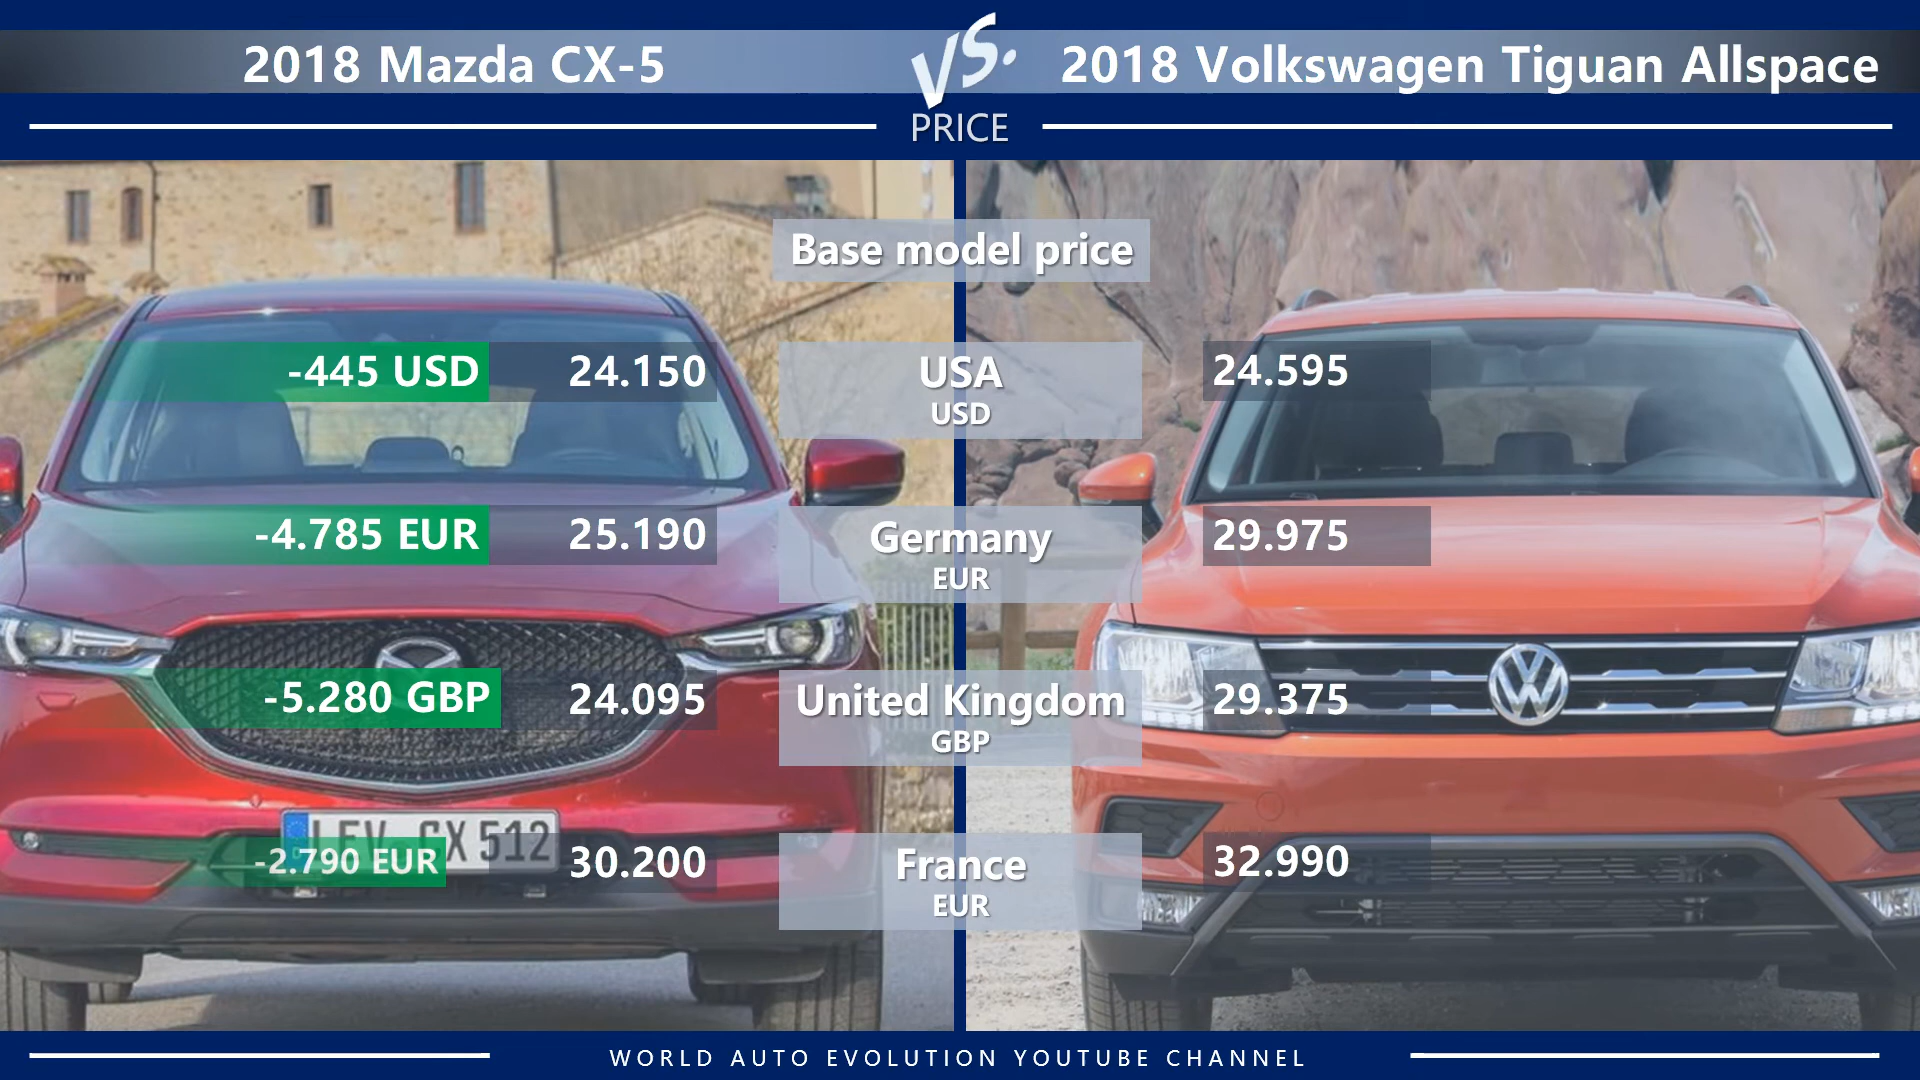 2018 Mazda CX-5
VS.
2018 Volkswagen Tiguan Allspace
PRICE
Base model price
-445 USD 24.150 USA 24.595
USD
-4.785 EUR 25.190 Germany 29.975
EUR
-5.280 GBP 24.095 United Kingdom 29.375
GBP
CX 512
-2.790 EUR 30.200 France 32.990
EUR
WORLD AUTO EVOLUTION YOUTUBE CHANNEL